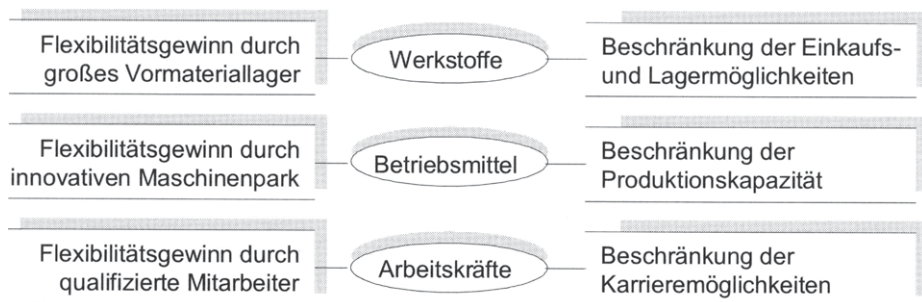 Flexibilitätsgewinn durch
großes Vormateriallager
Werkstoffe
Beschränkung der Einkaufs-
und Lagermöglichkeiten
Flexibilitätsgewinn durch
innovativen Maschinenpark
Betriebsmittel
Beschränkung der
Produktionskapazität
Flexibilitätsgewinn durch
qualifizierte Mitarbeiter
Arbeitskräfte
Beschränkung der
Karrieremöglichkeiten